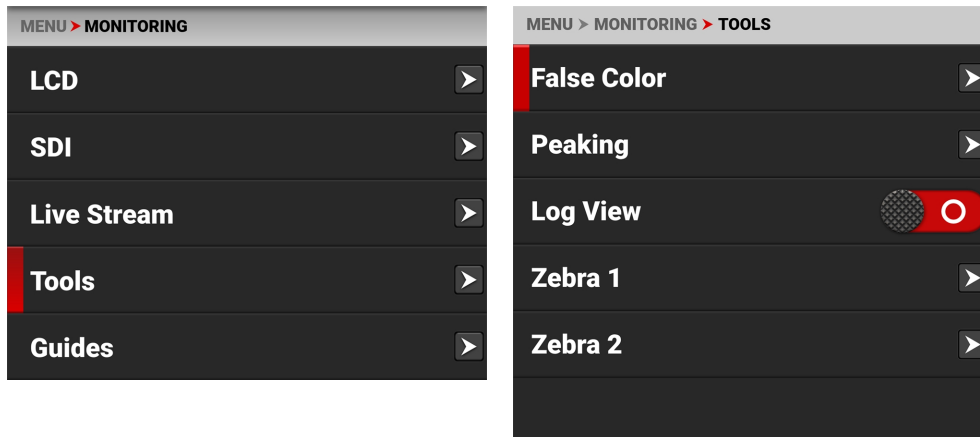 MENU > MONITORING
LCD
SDI
Live Stream
Tools
Guides
MENU > MONITORING > TOOLS
False Color
Peaking
Log View
Zebra 1
Zebra 2